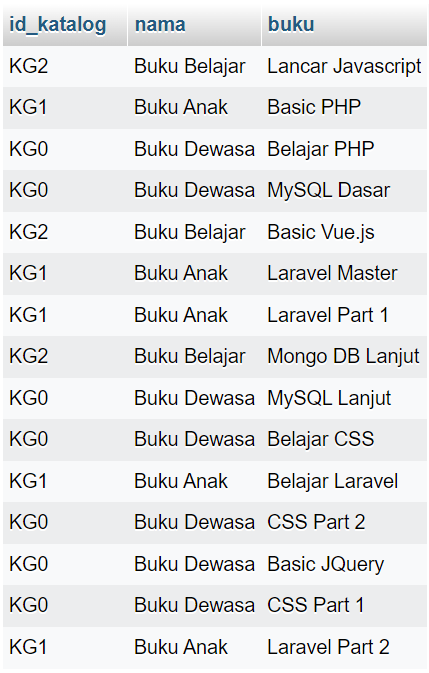 id_katalog nama buku
KG2 Buku Belajar Lancar Javascript
KG1 Buku Anak Basic PHP
KG0 Buku Dewasa Belajar PHP
KG0 Buku Dewasa MySQL Dasar
KG2 Buku Belajar Basic Vue.js
KG1 Buku Anak Laravel Master
KG1 Buku Anak Laravel Part 1
KG2 Buku Belajar Mongo DB Lanjut
KG0 Buku Dewasa MySQL Lanjut
KG0 Buku Dewasa Belajar CSS
KG1 Buku Anak Belajar Laravel
KG0 Buku Dewasa CSS Part 2
KG0 Buku Dewasa Basic JQuery
KG0 Buku Dewasa CSS Part 1
KG1 Buku Anak Laravel Part 2